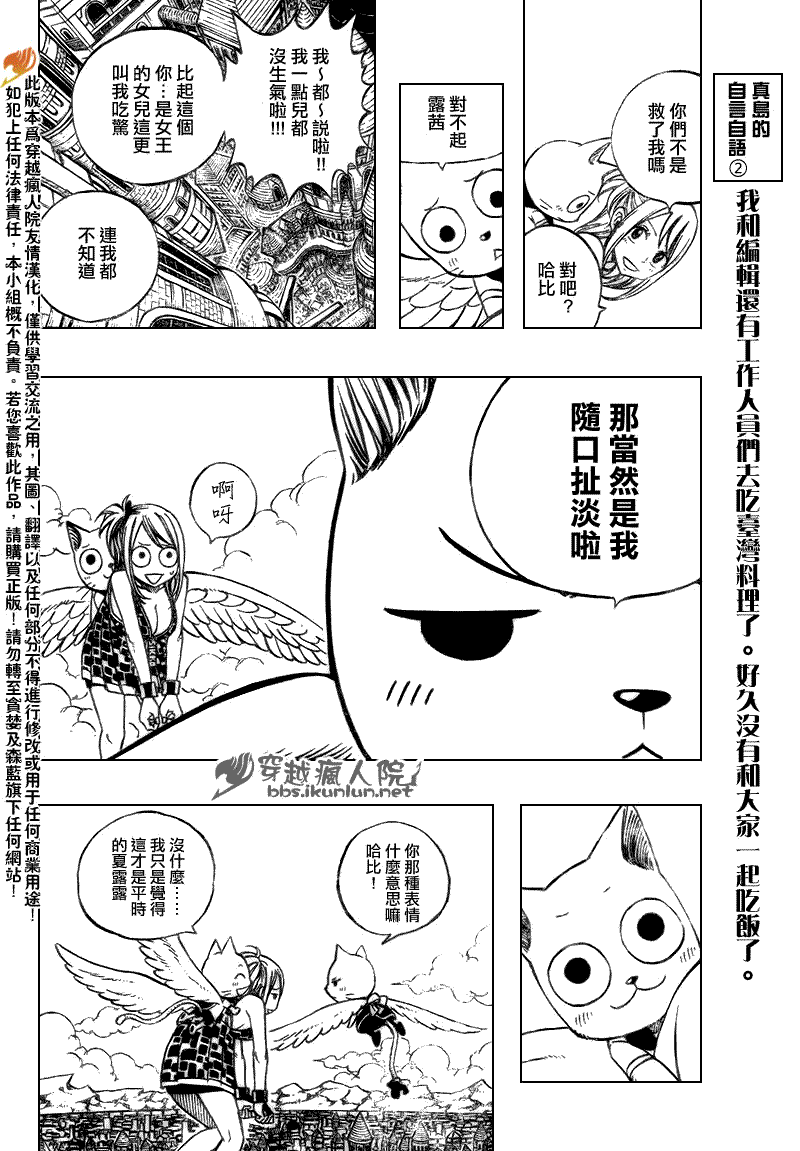 真島的
自言自語②
我和編輯還有工作人員們去吃臺灣料理了。好久沒有和大家一起吃飯了。
你們不是
救了我嗎
對吧？
哈比
對不起
露茜
我～都～說啦!!
我一點兒都
沒生氣啦!!!
比起這個
你…是女王
的女兒這更
叫我吃驚
連我都
不知道
那當然是我
隨口扯淡啦
啊呀
穿越瘋人院
bbs.ikunlun.net
你那種表情
什麼意思嘛
哈比！
沒什麼……
我只是覺得
這才是平時
的夏露露
此版本爲穿越瘋人院友情漢化，僅供學習交流之用，其圖、翻譯以及任何部分不得進行修改或用于任何商業用途！
如犯上任何法律責任，本小組概不負責。若您喜歡此作品，請購買正版！請勿轉至貪婪及森藍旗下任何網站！